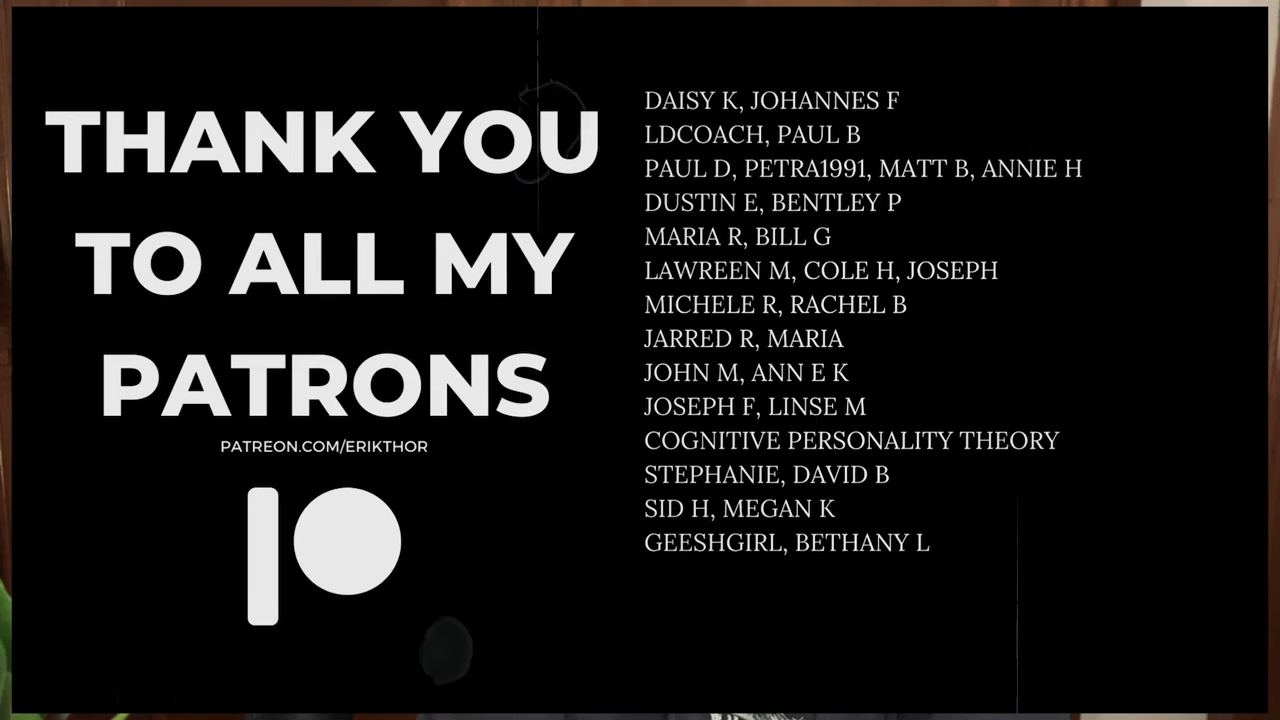 THANK YOU
TO ALL MY
PATRONS
PATREON.COM/ERIKTHOR
DAISY K, JOHANNES F
LDCOACH, PAUL B
PAUL D, PETRA1991, MATT B, ANNIE H
DUSTIN E, BENTLEY P
MARIA R, BILL G
LAWREEN M, COLE H, JOSEPH
MICHELE R, RACHEL B
JARRED R, MARIA
JOHN M, ANN E K
JOSEPH F, LINSE M
COGNITIVE PERSONALITY THEORY
STEPHANIE, DAVID B
SID H, MEGAN K
GEESHGIRL, BETHANY L